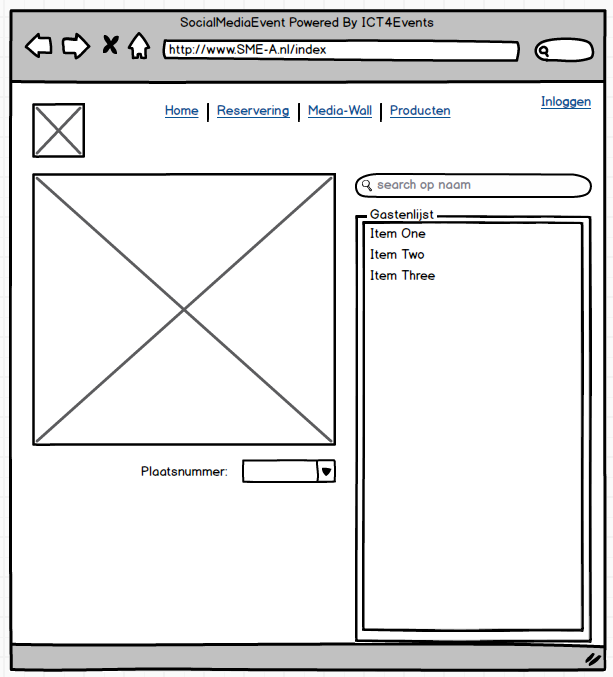 SocialMediaEvent Powered By ICT4Events
http://www.SME-A.nl/index
Inloggen
Home Reservering Media-Wall Producten
search op naam
Gastenlijst
Item One
Item Two
Item Three
Plaatsnummer: